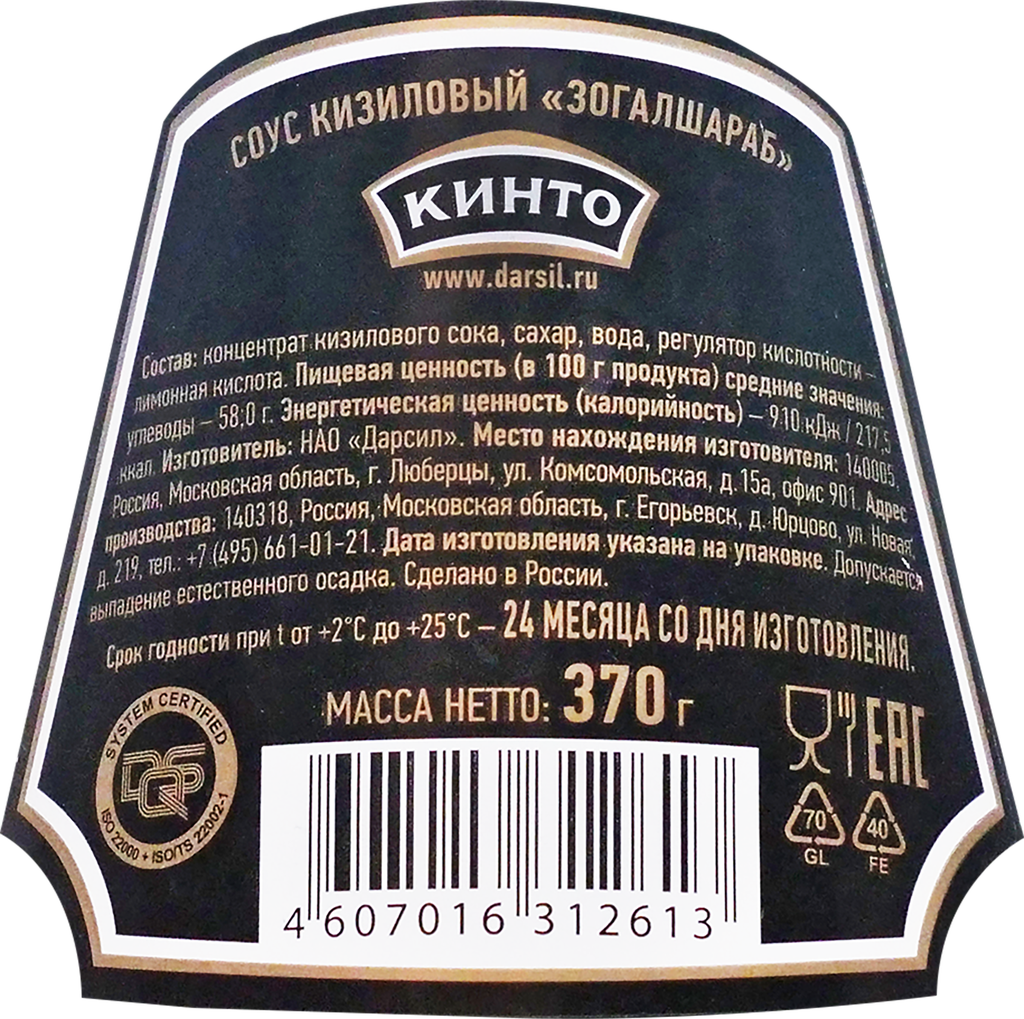 СОУС КИЗИЛОВЫЙ «ЗОГАЛШАРАБ»
КИНТО
www.darsil.ru
Состав: концентрат кизилового сока, сахар, вода, регулятор кислотности –
лимонная кислота. Пищевая ценность (в 100 г продукта) средние значения:
углеводы – 58,0 г. Энергетическая ценность (калорийность) – 910 кДж / 217,5
ккал. Изготовитель: НАО «Дарсил». Место нахождения изготовителя: 140005,
Россия, Московская область, г. Люберцы, ул. Комсомольская, д.15а, офис 901. Адрес
производства: 140318, Россия, Московская область, г. Егорьевск, д. Юрцово, ул. Новая,
д. 219, тел.: +7 (495) 661-01-21. Дата изготовления указана на упаковке. Допускается
выпадение естественного осадка. Сделано в России.
Срок годности при t от +2°C до +25°C – 24 МЕСЯЦА СО ДНЯ ИЗГОТОВЛЕНИЯ.
МАССА НЕТТО: 370 г
SYSTEM CERTIFIED
DQS
ISO 22000 + ISO/TS 22002-1
EAC
70
GL
40
FE
4 607016 312613